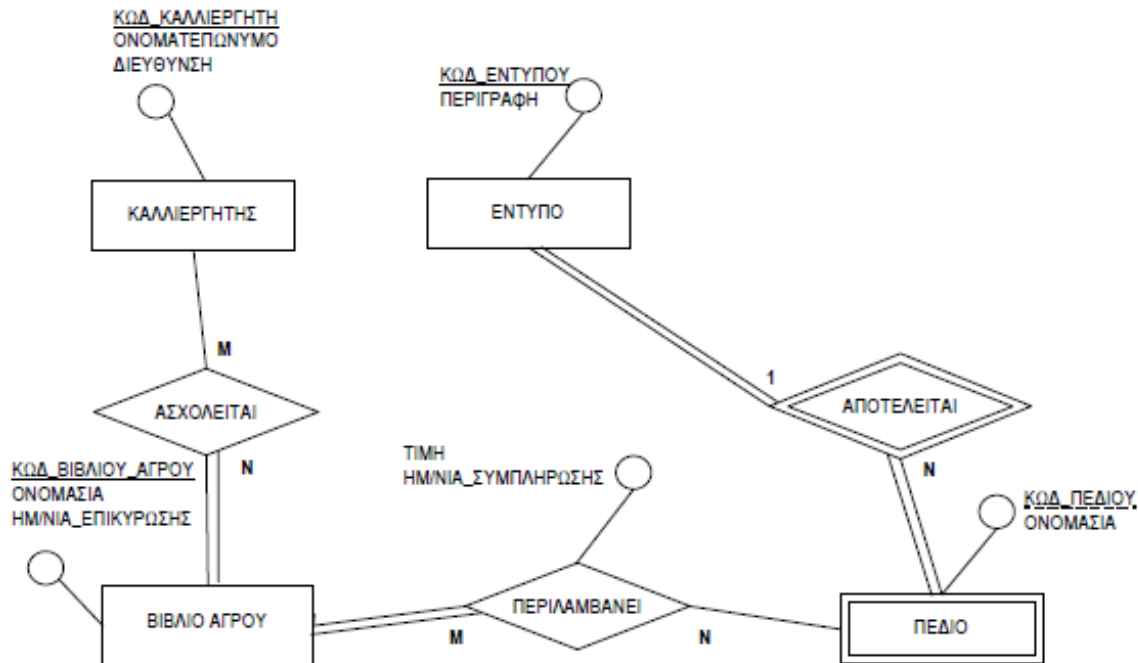 ΚΩΔ_ΚΑΛΛΙΕΡΓΗΤΗ
ΟΝΟΜΑΤΕΠΩΝΥΜΟ
ΔΙΕΥΘΥΝΣΗ
ΚΩΔ_ΕΝΤΥΠΟΥ
ΠΕΡΙΓΡΑΦΗ
ΚΑΛΛΙΕΡΓΗΤΗΣ
ΕΝΤΥΠΟ
M
1
ΑΣΧΟΛΕΙΤΑΙ
ΑΠΟΤΕΛΕΙΤΑΙ
N
N
ΚΩΔ_ΒΙΒΛΙΟΥ_ΑΓΡΟΥ
ΟΝΟΜΑΣΙΑ
ΗΜ/ΝΙΑ_ΕΠΙΚΥΡΩΣΗΣ
ΤΙΜΗ
ΗΜ/ΝΙΑ_ΣΥΜΠΛΗΡΩΣΗΣ
ΚΩΔ_ΠΕΔΙΟΥ
ΟΝΟΜΑΣΙΑ
ΒΙΒΛΙΟ ΑΓΡΟΥ
M
ΠΕΡΙΛΑΜΒΑΝΕΙ
N
ΠΕΔΙΟ